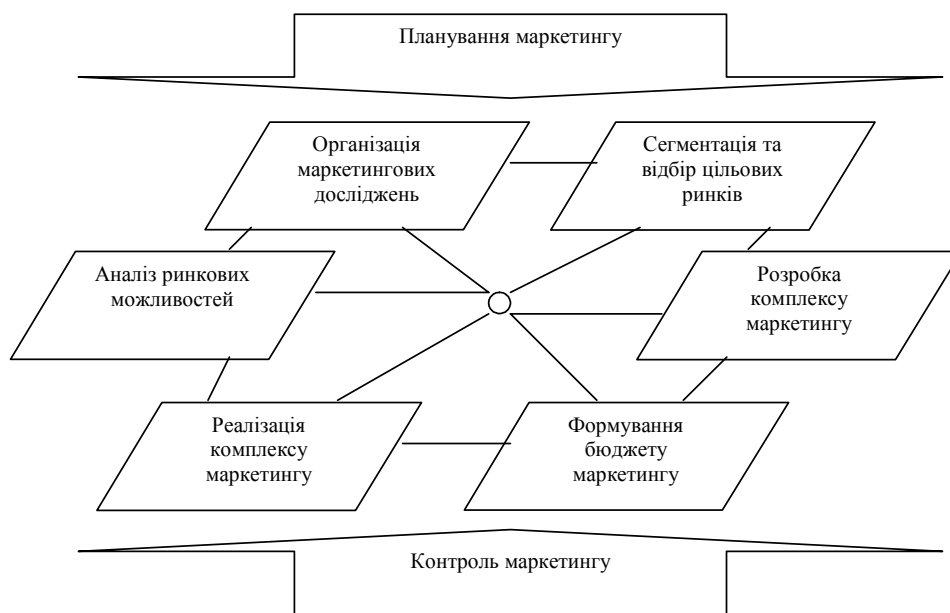 Планування маркетингу
Організація
маркетингових
досліджень
Сегментація та
відбір цільових
ринків
Аналіз ринкових
можливостей
Розробка
комплексу
маркетингу
Реалізація
комплексу
маркетингу
Формування
бюджету
маркетингу
Контроль маркетингу